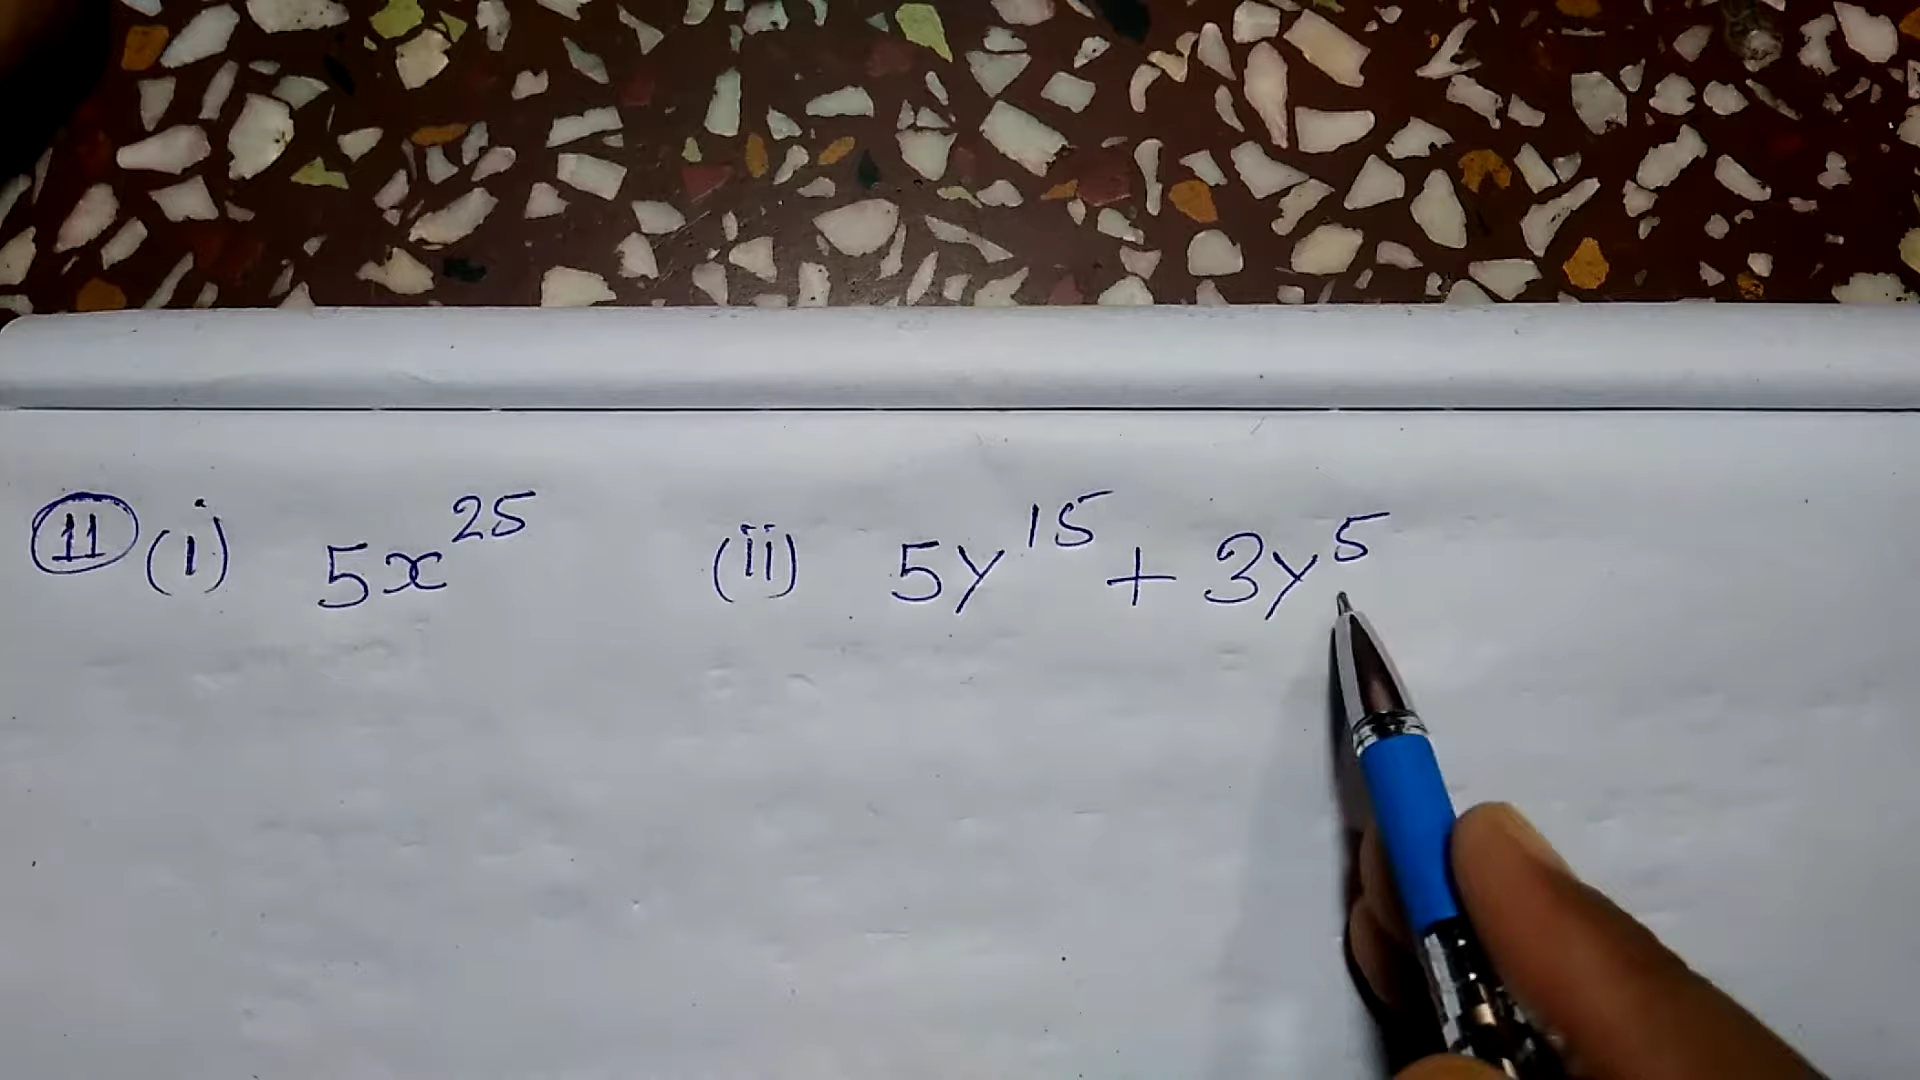 11 (i) 5x²⁵ (ii) 5y¹⁵ + 3y⁵